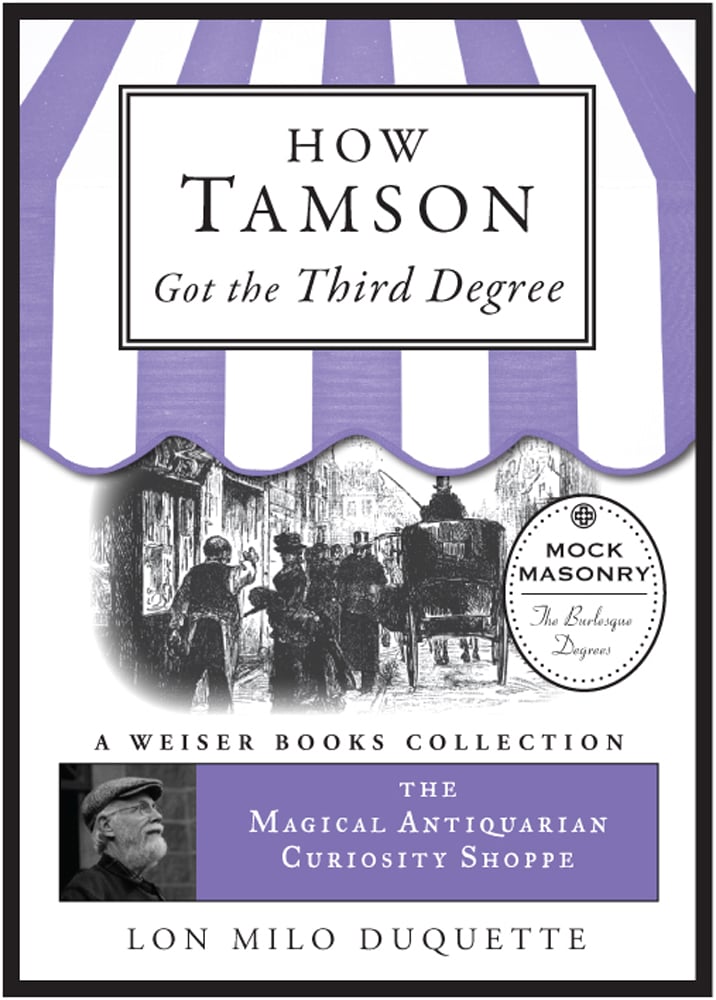 HOW
TAMSON
Got the Third Degree
MOCK
MASONRY
The Burlesque
Degrees
A WEISER BOOKS COLLECTION
THE
MAGICAL ANTIQUARIAN
CURIOSITY SHOPPE
LON MILO DUQUETTE